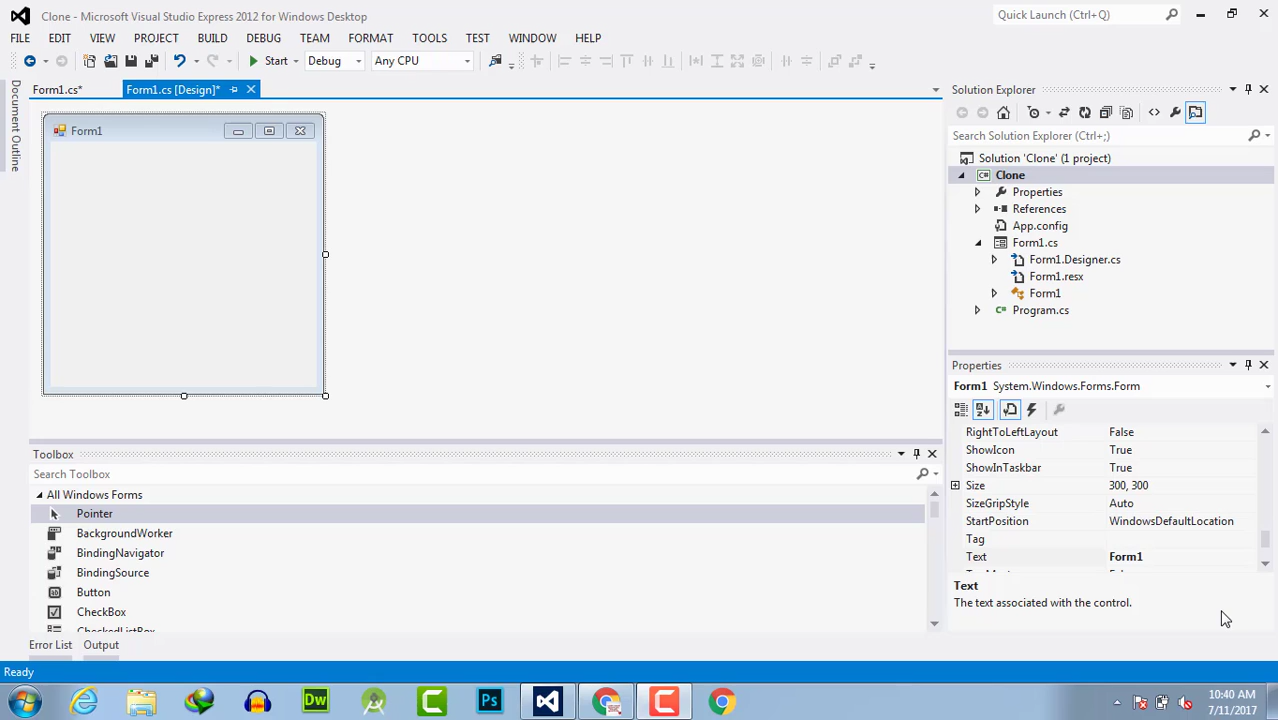 Clone - Microsoft Visual Studio Express 2012 for Windows Desktop
Quick Launch (Ctrl+Q)
FILE EDIT VIEW PROJECT BUILD DEBUG TEAM FORMAT TOOLS TEST WINDOW HELP
Start Debug Any CPU
Document Outline
Form1.cs* Form1.cs [Design]*
Form1
Solution Explorer
Search Solution Explorer (Ctrl+;)
Solution 'Clone' (1 project)
C# Clone
Properties
References
App.config
Form1.cs
Form1.Designer.cs
Form1.resx
Form1
C# Program.cs
Properties
Form1 System.Windows.Forms.Form
RightToLeftLayout False
ShowIcon True
ShowInTaskbar True
Size 300, 300
SizeGripStyle Auto
StartPosition WindowsDefaultLocation
Tag
Text Form1
Text
The text associated with the control.
Toolbox
Search Toolbox
All Windows Forms
Pointer
BackgroundWorker
BindingNavigator
BindingSource
ab Button
CheckBox
CheckedListBox
Error List Output
Ready
Dw C Ps
10:40 AM
7/11/2017